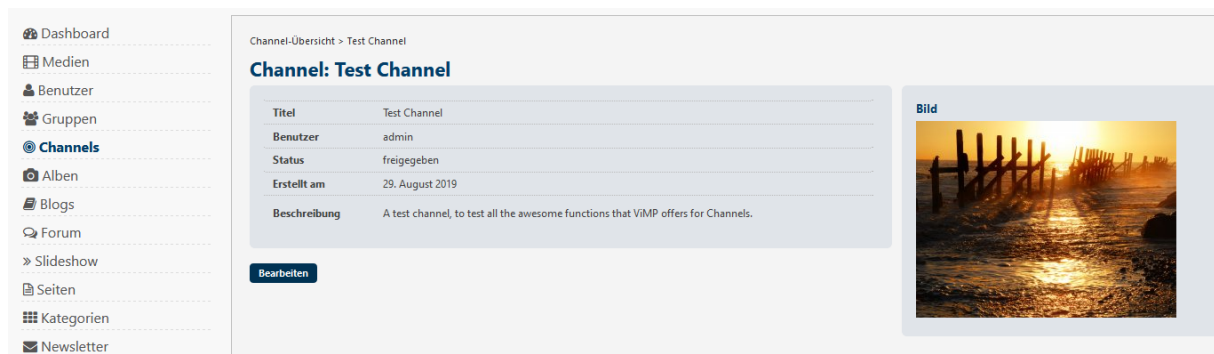 Dashboard
Medien
Benutzer
Gruppen
Channels
Alben
Blogs
Forum
Slideshow
Seiten
Kategorien
Newsletter
Channel-Übersicht > Test Channel
Channel: Test Channel
Titel Test Channel
Benutzer admin
Status freigegeben
Erstellt am 29. August 2019
Beschreibung A test channel, to test all the awesome functions that ViMP offers for Channels.
Bearbeiten
Bild